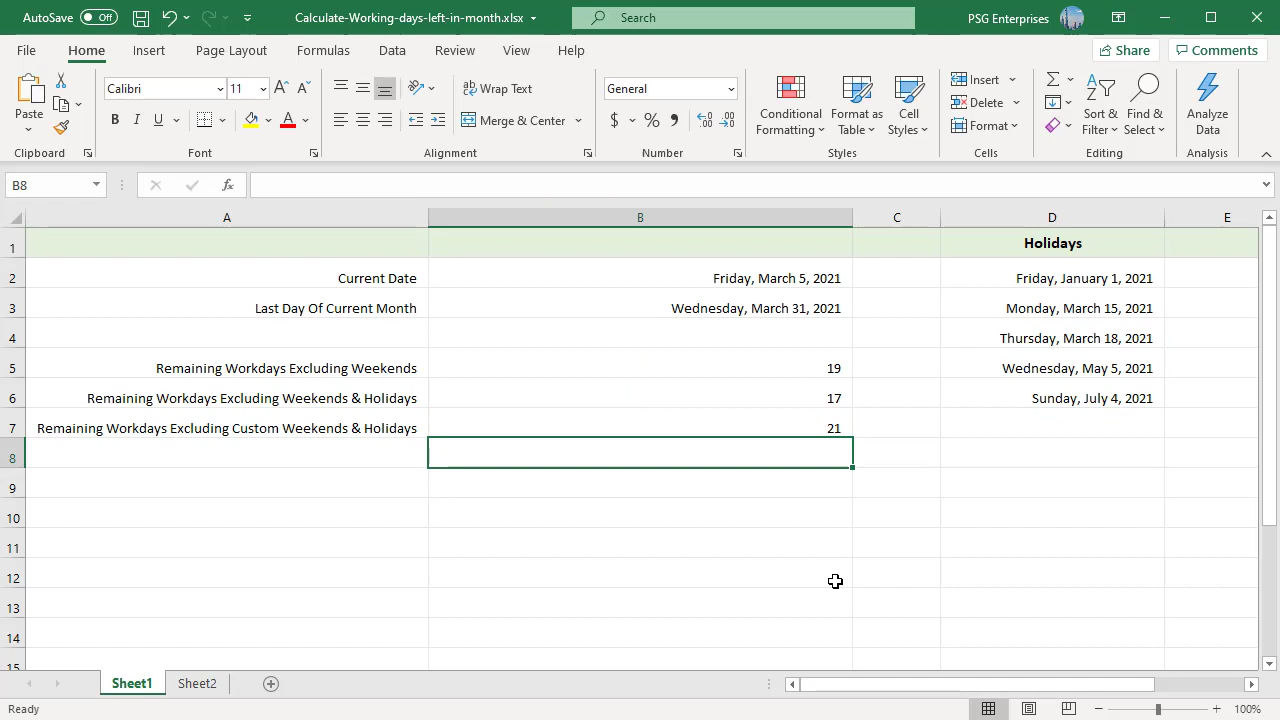 AutoSave Off Calculate-Working-days-left-in-month.xlsx Search PSG Enterprises
File Home Insert Page Layout Formulas Data Review View Help Share Comments
Paste
Calibri 11
B I U A
Wrap Text
Merge & Center
General
$ % 9
Conditional Formatting
Format as Table
Cell Styles
Insert
Delete
Format
Sort & Filter
Find & Select
Analyze Data
Clipboard Font Alignment Number Styles Cells Editing Analysis
B8 fx
A B C D E
1 Holidays
2 Current Date Friday, March 5, 2021 Friday, January 1, 2021
3 Last Day Of Current Month Wednesday, March 31, 2021 Monday, March 15, 2021
4 Thursday, March 18, 2021
5 Remaining Workdays Excluding Weekends 19 Wednesday, May 5, 2021
6 Remaining Workdays Excluding Weekends & Holidays 17 Sunday, July 4, 2021
7 Remaining Workdays Excluding Custom Weekends & Holidays 21
8
9
10
11
12
13
14
15
Sheet1 Sheet2
Ready 100%